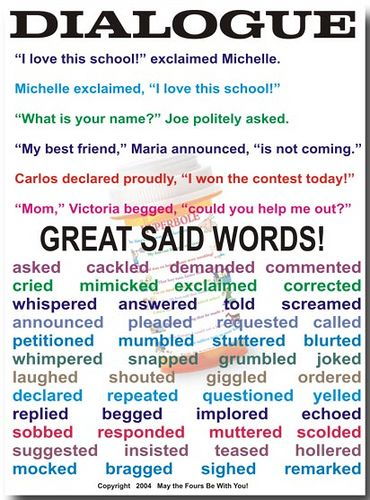 DIALOGUE
“I love this school!” exclaimed Michelle.
Michelle exclaimed, “I love this school!”
“What is your name?” Joe politely asked.
“My best friend,” Maria announced, “is not coming.”
Carlos declared proudly, “I won the contest today!”
“Mom,” Victoria begged, “could you help me out?”
HYPERBOLE
GREAT SAID WORDS!
asked cackled demanded commented
cried mimicked exclaimed corrected
whispered answered told screamed
announced pleaded requested called
petitioned mumbled stuttered blurted
whimpered snapped grumbled joked
laughed shouted giggled ordered
declared repeated questioned yelled
replied begged implored echoed
sobbed responded muttered scolded
suggested insisted teased hollered
mocked bragged sighed remarked
Copyright 2004 May the Fours Be With You!